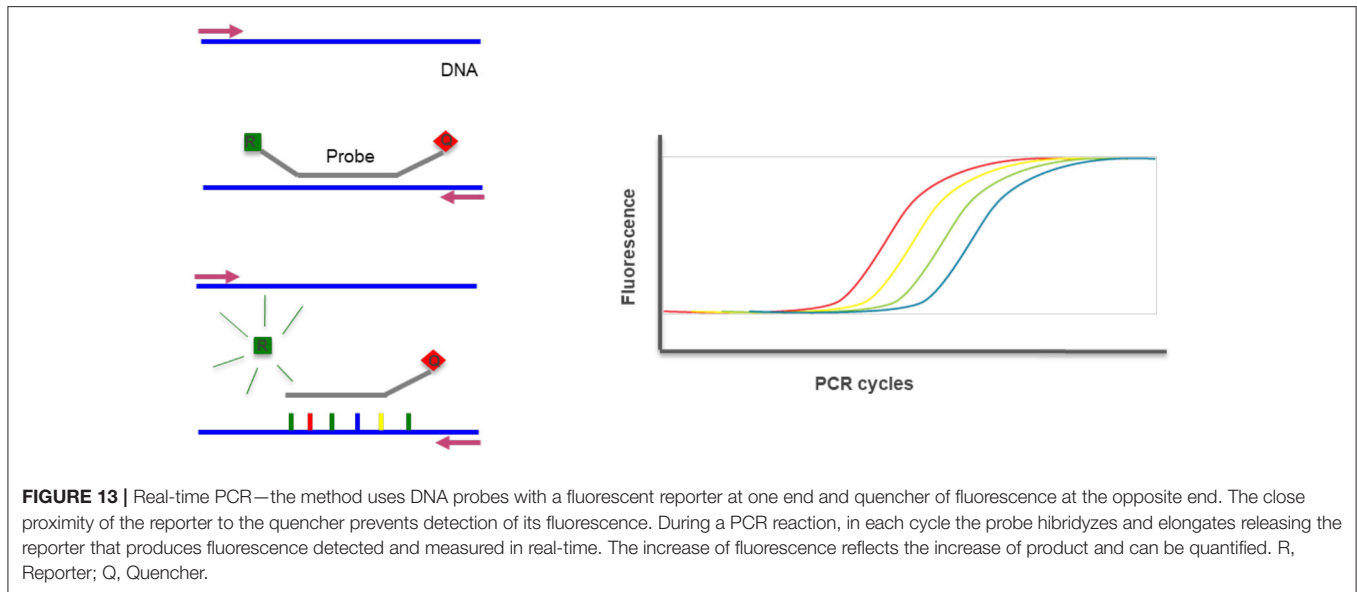 DNA
R
Q
Probe
R
Q
Fluorescence
PCR cycles
FIGURE 13 | Real-time PCR—the method uses DNA probes with a fluorescent reporter at one end and quencher of fluorescence at the opposite end. The close
proximity of the reporter to the quencher prevents detection of its fluorescence. During a PCR reaction, in each cycle the probe hibridyzes and elongates releasing the
reporter that produces fluorescence detected and measured in real-time. The increase of fluorescence reflects the increase of product and can be quantified. R,
Reporter; Q, Quencher.